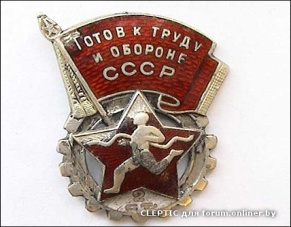 ГОТОВ К ТРУДУ
И ОБОРОНЕ
СССР
CLEPTIC для forum.onliner.by